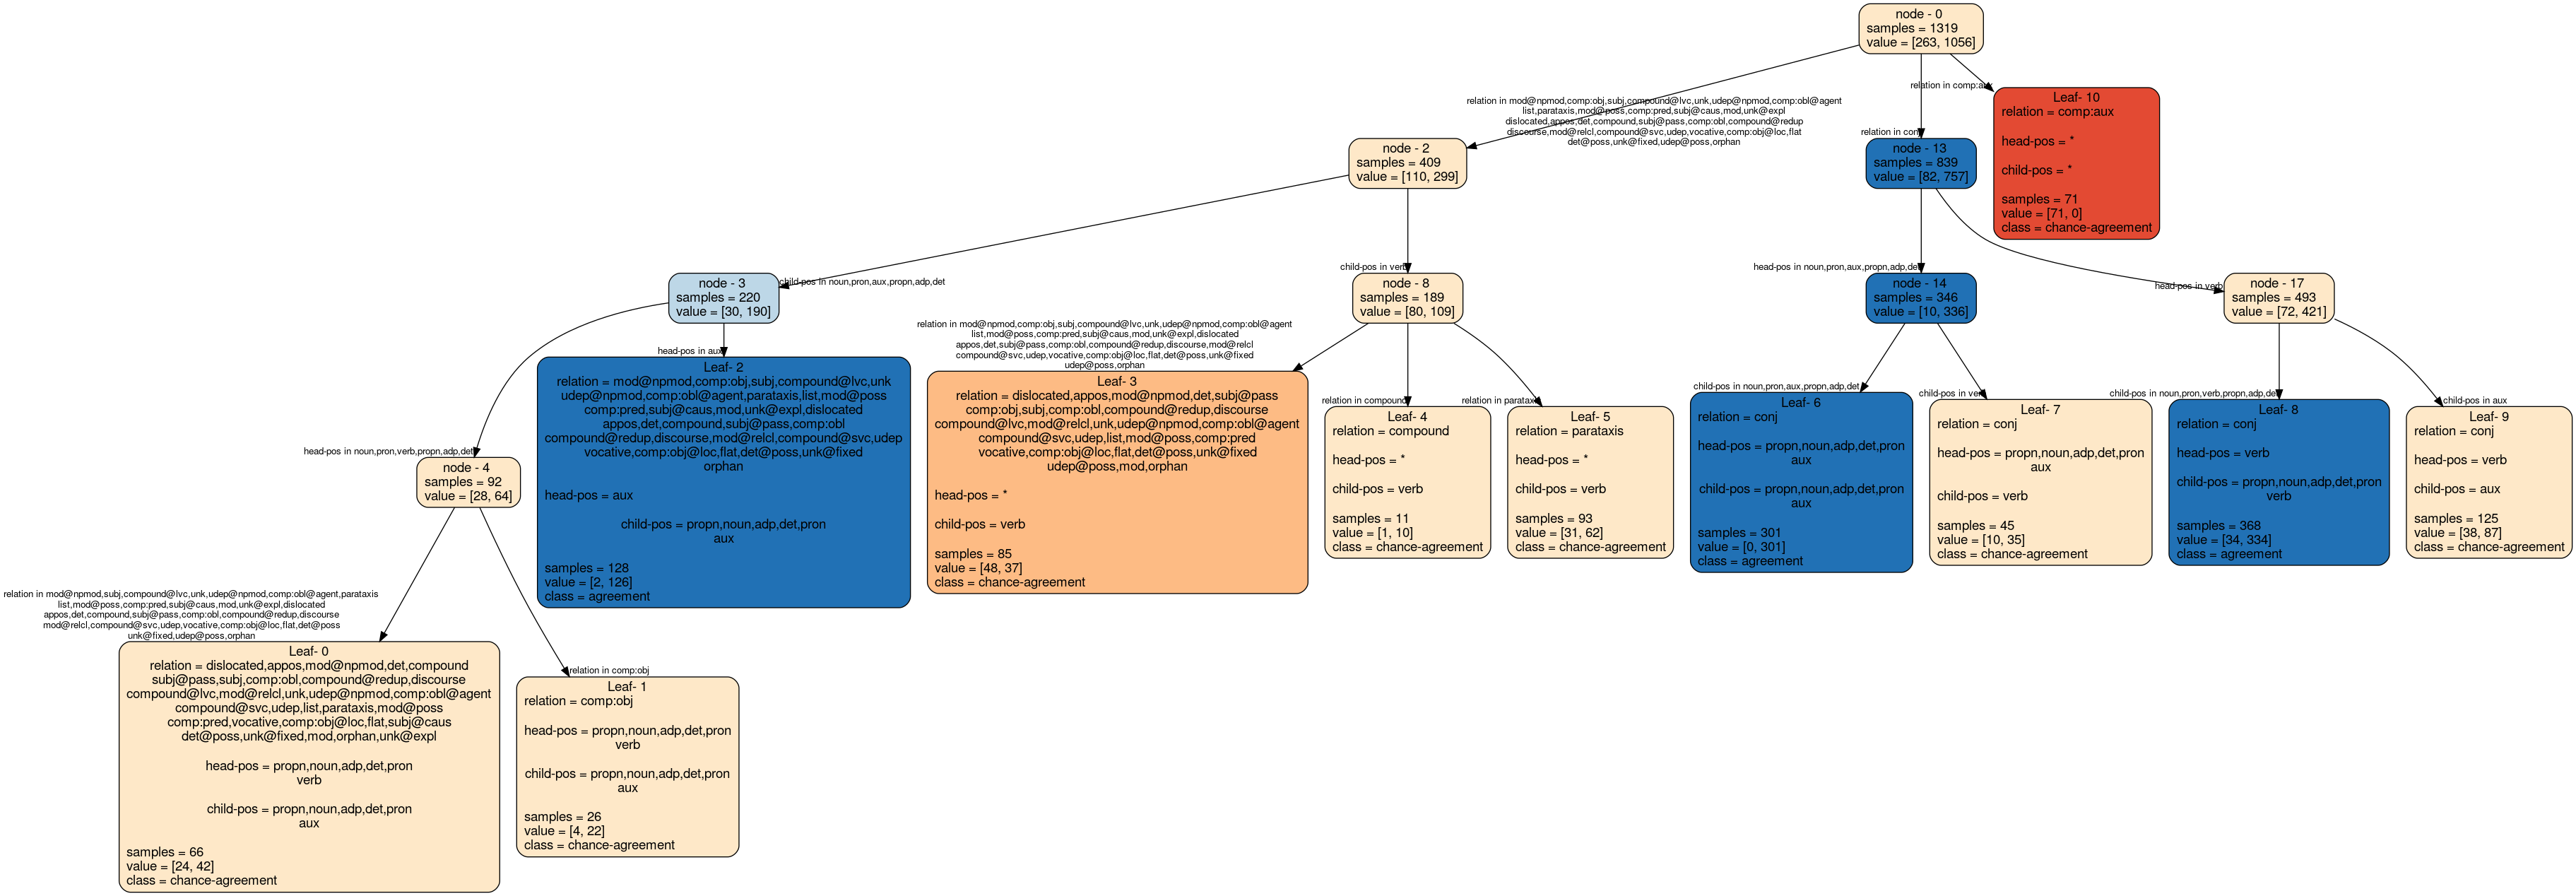 node - 0
samples = 1319
value = [263, 1056]
relation in comp:aux
Leaf- 10
relation = comp:aux
head-pos = *
child-pos = *
samples = 71
value = [71, 0]
class = chance-agreement
relation in mod@npmod,comp:obj,subj,compound@lvc,unk,udep@npmod,comp:obl@agent
list,parataxis,mod@poss,comp:pred,subj@caus,mod,unk@expl
dislocated,appos,det,compound,subj@pass,comp:obl,compound@redup
discourse,mod@relcl,compound@svc,udep,vocative,comp:obj@loc,flat
det@poss,unk@fixed,udep@poss,orphan
relation in conj
node - 2
samples = 409
value = [110, 299]
node - 13
samples = 839
value = [82, 757]
child-pos in noun,pron,aux,propn,adp,det
node - 3
samples = 220
value = [30, 190]
child-pos in verb
node - 8
samples = 189
value = [80, 109]
head-pos in noun,pron,aux,propn,adp,det
node - 14
samples = 346
value = [10, 336]
head-pos in verb
node - 17
samples = 493
value = [72, 421]
head-pos in noun,pron,verb,propn,adp,det
node - 4
samples = 92
value = [28, 64]
head-pos in aux
Leaf- 2
relation = mod@npmod,comp:obj,subj,compound@lvc,unk
udep@npmod,comp:obl@agent,parataxis,list,mod@poss
comp:pred,subj@caus,mod,unk@expl,dislocated
appos,det,compound,subj@pass,comp:obl
compound@redup,discourse,mod@relcl,compound@svc,udep
vocative,comp:obj@loc,flat,det@poss,unk@fixed
orphan
head-pos = aux
child-pos = propn,noun,adp,det,pron
aux
samples = 128
value = [2, 126]
class = agreement
relation in mod@npmod,comp:obj,subj,compound@lvc,unk,udep@npmod,comp:obl@agent
list,mod@poss,comp:pred,subj@caus,mod,unk@expl,dislocated
appos,det,subj@pass,comp:obl,compound@redup,discourse,mod@relcl
compound@svc,udep,vocative,comp:obj@loc,flat,det@poss,unk@fixed
udep@poss,orphan
Leaf- 3
relation = dislocated,appos,mod@npmod,det,subj@pass
comp:obj,subj,comp:obl,compound@redup,discourse
compound@lvc,mod@relcl,unk,udep@npmod,comp:obl@agent
compound@svc,udep,list,mod@poss,comp:pred
vocative,comp:obj@loc,flat,det@poss,unk@fixed
udep@poss,mod,orphan
head-pos = *
child-pos = verb
samples = 85
value = [48, 37]
class = chance-agreement
relation in compound
Leaf- 4
relation = compound
head-pos = *
child-pos = verb
samples = 11
value = [1, 10]
class = chance-agreement
relation in parataxis
Leaf- 5
relation = parataxis
head-pos = *
child-pos = verb
samples = 93
value = [31, 62]
class = chance-agreement
child-pos in noun,pron,aux,propn,adp,det
Leaf- 6
relation = conj
head-pos = propn,noun,adp,det,pron
aux
child-pos = propn,noun,adp,det,pron
aux
samples = 301
value = [0, 301]
class = agreement
child-pos in verb
Leaf- 7
relation = conj
head-pos = propn,noun,adp,det,pron
aux
child-pos = verb
samples = 45
value = [10, 35]
class = chance-agreement
child-pos in noun,pron,verb,propn,adp,det
Leaf- 8
relation = conj
head-pos = verb
child-pos = propn,noun,adp,det,pron
verb
samples = 368
value = [34, 334]
class = agreement
child-pos in aux
Leaf- 9
relation = conj
head-pos = verb
child-pos = aux
samples = 125
value = [38, 87]
class = chance-agreement
relation in mod@npmod,subj,compound@lvc,unk,udep@npmod,comp:obl@agent,parataxis
list,mod@poss,comp:pred,subj@caus,mod,unk@expl,dislocated
appos,det,compound,subj@pass,comp:obl,compound@redup,discourse
mod@relcl,compound@svc,udep,vocative,comp:obj@loc,flat,det@poss
unk@fixed,udep@poss,orphan
Leaf- 0
relation = dislocated,appos,mod@npmod,det,compound
subj@pass,subj,comp:obl,compound@redup,discourse
compound@lvc,mod@relcl,unk,udep@npmod,comp:obl@agent
compound@svc,udep,list,parataxis,mod@poss
comp:pred,vocative,comp:obj@loc,flat,subj@caus
det@poss,unk@fixed,mod,orphan,unk@expl
head-pos = propn,noun,adp,det,pron
verb
child-pos = propn,noun,adp,det,pron
aux
samples = 66
value = [24, 42]
class = chance-agreement
relation in comp:obj
Leaf- 1
relation = comp:obj
head-pos = propn,noun,adp,det,pron
verb
child-pos = propn,noun,adp,det,pron
aux
samples = 26
value = [4, 22]
class = chance-agreement